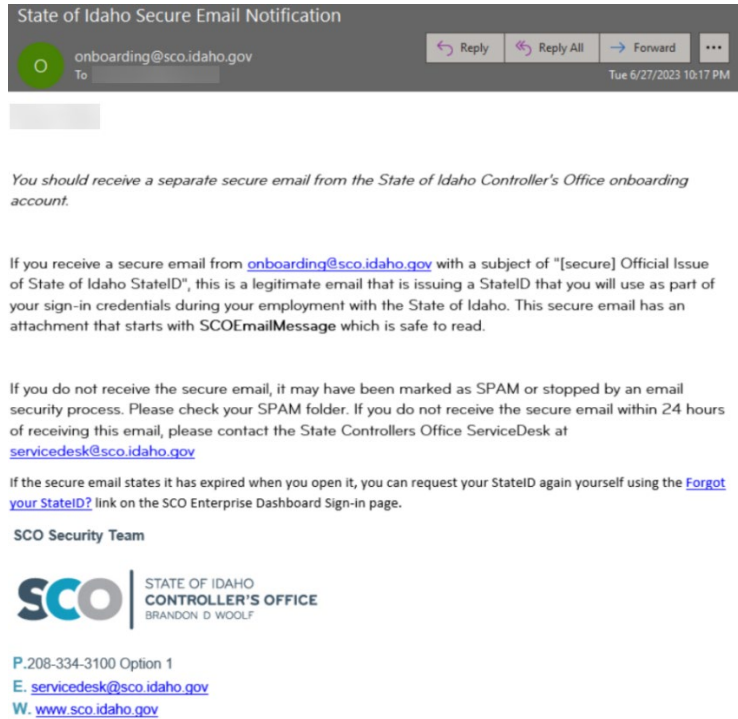 State of Idaho Secure Email Notification
O
onboarding@sco.idaho.gov
To
Reply
Reply All
Forward
Tue 6/27/2023 10:17 PM
You should receive a separate secure email from the State of Idaho Controller's Office onboarding
account.
If you receive a secure email from onboarding@sco.idaho.gov with a subject of "[secure] Official Issue
of State of Idaho StateID", this is a legitimate email that is issuing a StateID that you will use as part of
your sign-in credentials during your employment with the State of Idaho. This secure email has an
attachment that starts with SCOEmailMessage which is safe to read.
If you do not receive the secure email, it may have been marked as SPAM or stopped by an email
security process. Please check your SPAM folder. If you do not receive the secure email within 24 hours
of receiving this email, please contact the State Controllers Office ServiceDesk at
servicedesk@sco.idaho.gov
If the secure email states it has expired when you open it, you can request your StateID again yourself using the Forgot
your StateID? link on the SCO Enterprise Dashboard Sign-in page.
SCO Security Team
SCO
STATE OF IDAHO
CONTROLLER'S OFFICE
BRANDON D WOOLF
P.208-334-3100 Option 1
E. servicedesk@sco.idaho.gov
W. www.sco.idaho.gov